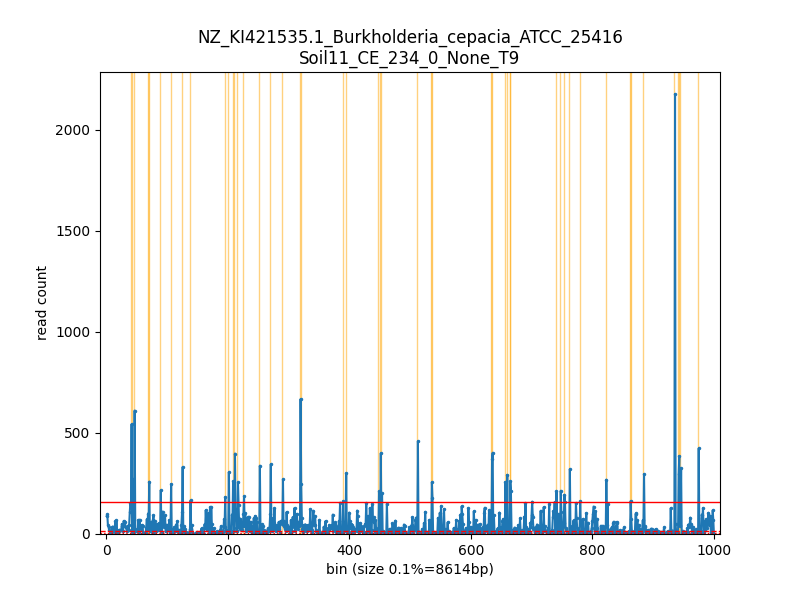 NZ_KI421535.1_Burkholderia_cepacia_ATCC_25416
Soil11_CE_234_0_None_T9
2000
1500
1000
500
0
read count
0 200 400 600 800 1000
bin (size 0.1%=8614bp)